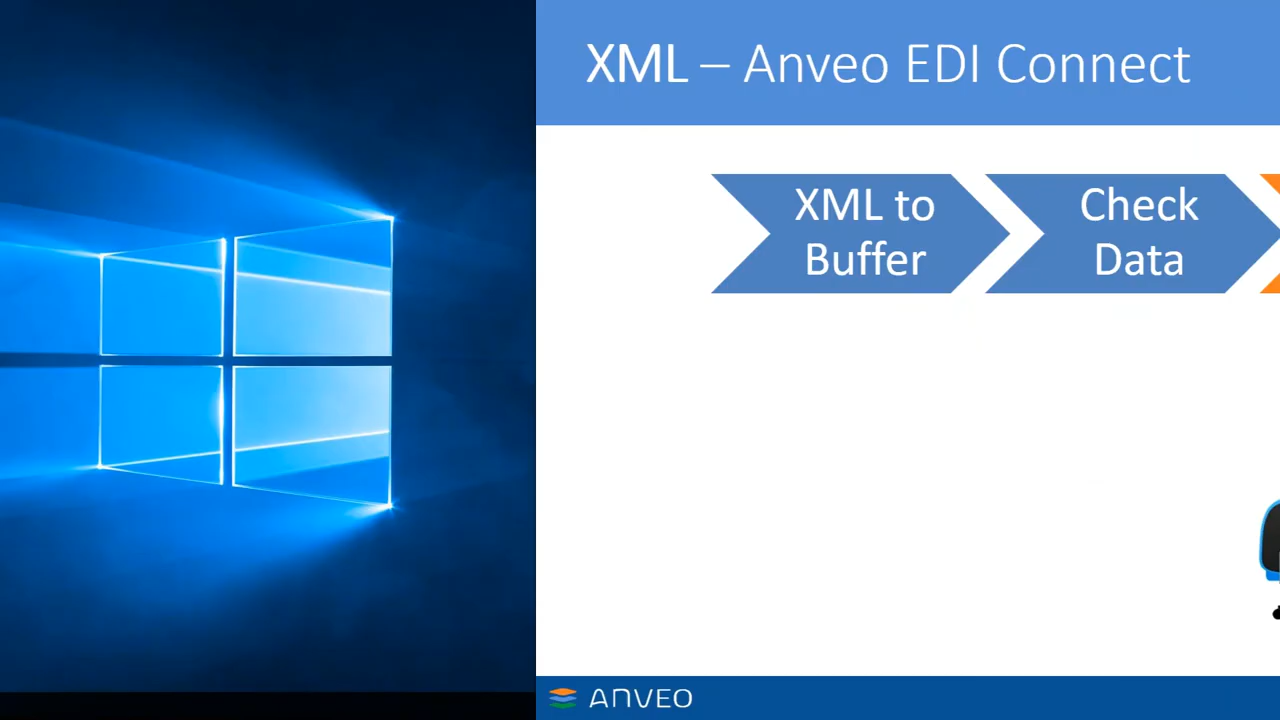 XML – Anveo EDI Connect
XML to
Buffer
Check
Data
ANVEO